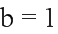 b = 1